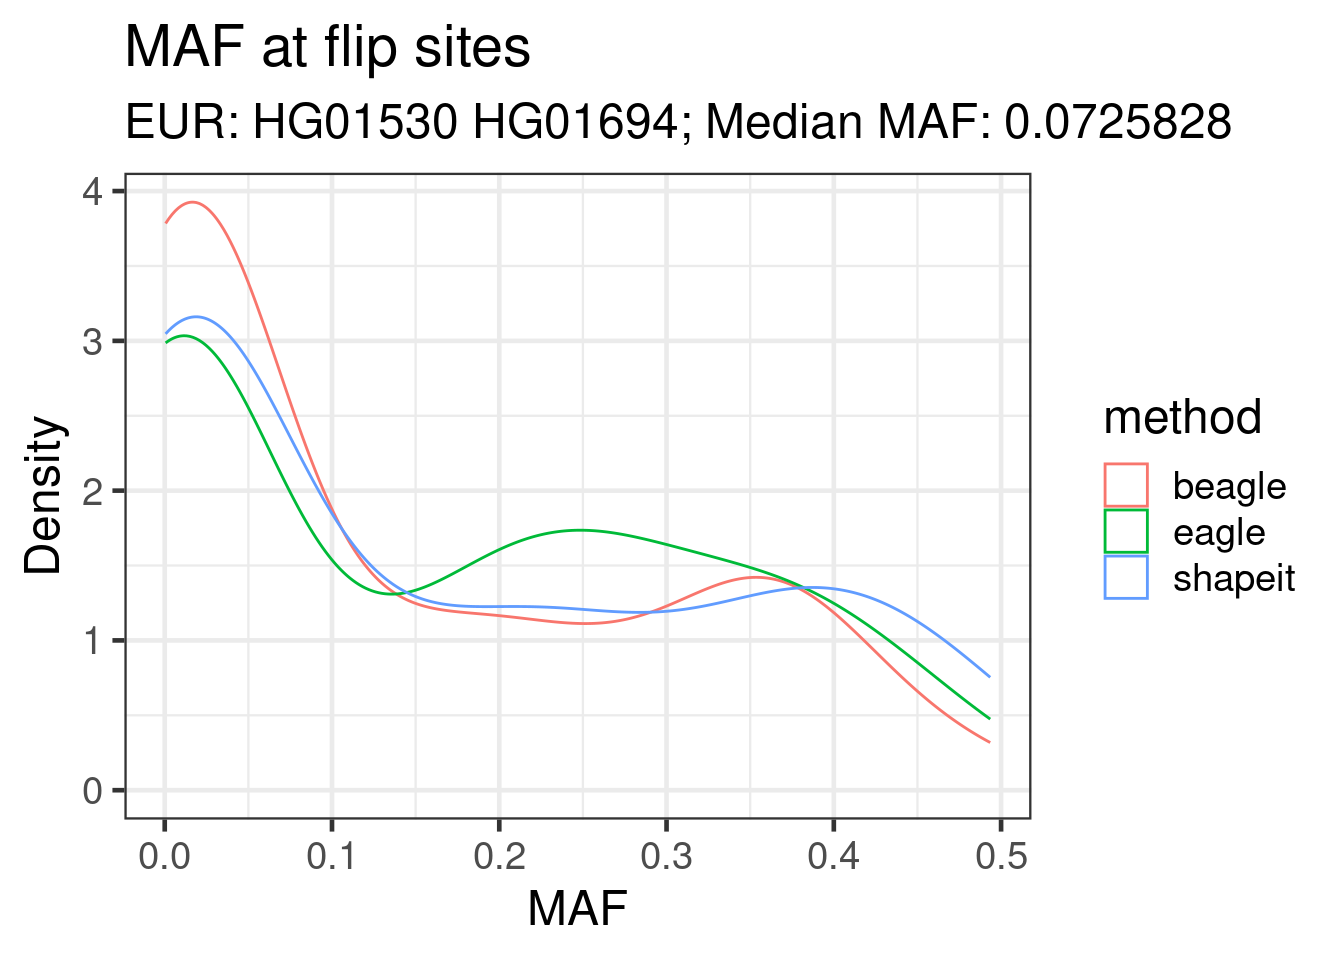 MAF at flip sites
EUR: HG01530 HG01694; Median MAF: 0.0725828
4
3
2
1
0
Density
0.0 0.1 0.2 0.3 0.4 0.5
MAF
method
beagle
eagle
shapeit